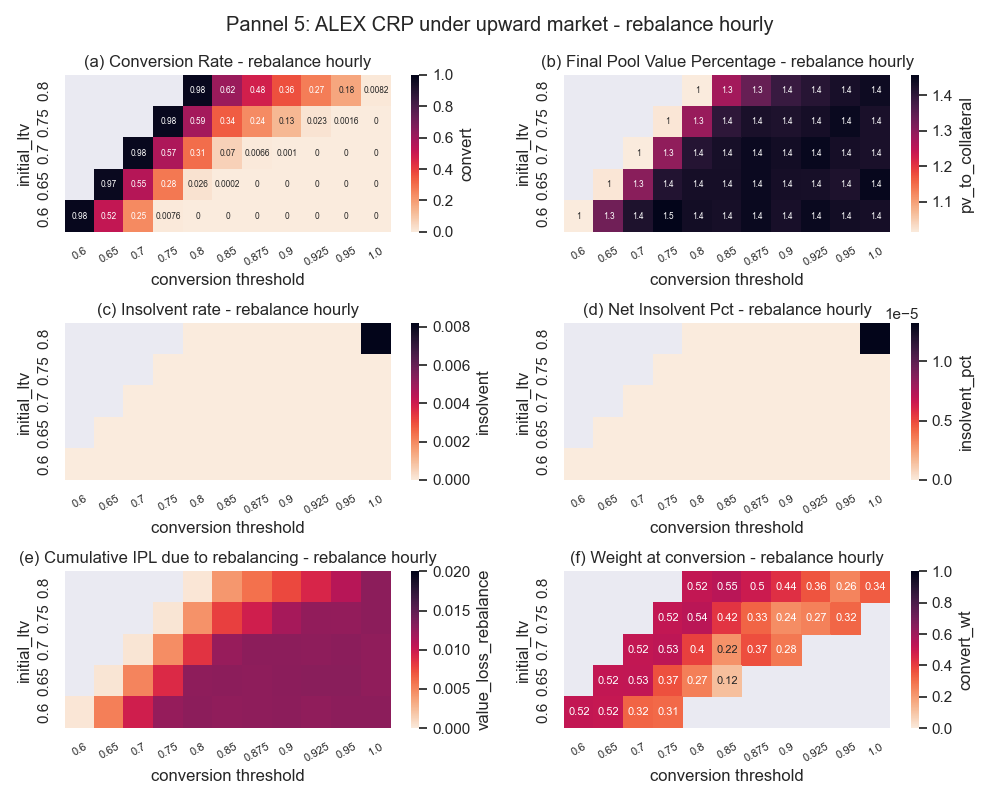 Pannel 5: ALEX CRP under upward market - rebalance hourly
(a) Conversion Rate - rebalance hourly
initial_ltv
0.8
0.75
0.7
0.65
0.6
0.98 0.62 0.48 0.36 0.27 0.18 0.0082
0.98 0.59 0.34 0.24 0.13 0.023 0.0016 0
0.98 0.57 0.31 0.07 0.0066 0.001 0 0 0
0.97 0.55 0.28 0.026 0.0002 0 0 0 0 0
0.98 0.52 0.25 0.0076 0 0 0 0 0 0 0
0.6 0.65 0.7 0.75 0.8 0.85 0.875 0.9 0.925 0.95 1.0
conversion threshold
1.0
0.8
0.6
0.4
0.2
0.0
convert
(b) Final Pool Value Percentage - rebalance hourly
initial_ltv
0.8
0.75
0.7
0.65
0.6
1 1.3 1.3 1.4 1.4 1.4 1.4
1 1.3 1.4 1.4 1.4 1.4 1.4 1.4
1 1.3 1.4 1.4 1.4 1.4 1.4 1.4 1.4
1 1.3 1.4 1.4 1.4 1.4 1.4 1.4 1.4 1.4
1 1.3 1.4 1.5 1.4 1.4 1.4 1.4 1.4 1.4 1.4
0.6 0.65 0.7 0.75 0.8 0.85 0.875 0.9 0.925 0.95 1.0
conversion threshold
1.4
1.3
1.2
1.1
pv_to_collateral
(c) Insolvent rate - rebalance hourly
initial_ltv
0.8
0.75
0.7
0.65
0.6
0.6 0.65 0.7 0.75 0.8 0.85 0.875 0.9 0.925 0.95 1.0
conversion threshold
0.008
0.006
0.004
0.002
0.000
insolvent
(d) Net Insolvent Pct - rebalance hourly
initial_ltv
0.8
0.75
0.7
0.65
0.6
0.6 0.65 0.7 0.75 0.8 0.85 0.875 0.9 0.925 0.95 1.0
conversion threshold
1e−5
1.0
0.5
0.0
insolvent_pct
(e) Cumulative IPL due to rebalancing - rebalance hourly
initial_ltv
0.8
0.75
0.7
0.65
0.6
0.6 0.65 0.7 0.75 0.8 0.85 0.875 0.9 0.925 0.95 1.0
conversion threshold
0.020
0.015
0.010
0.005
0.000
value_loss_rebalance
(f) Weight at conversion - rebalance hourly
initial_ltv
0.8
0.75
0.7
0.65
0.6
0.52 0.55 0.5 0.44 0.36 0.26 0.34
0.52 0.54 0.42 0.33 0.24 0.27 0.32
0.52 0.53 0.4 0.22 0.37 0.28
0.52 0.53 0.37 0.27 0.12
0.52 0.52 0.32 0.31
0.6 0.65 0.7 0.75 0.8 0.85 0.875 0.9 0.925 0.95 1.0
conversion threshold
1.0
0.8
0.6
0.4
0.2
0.0
convert_wt